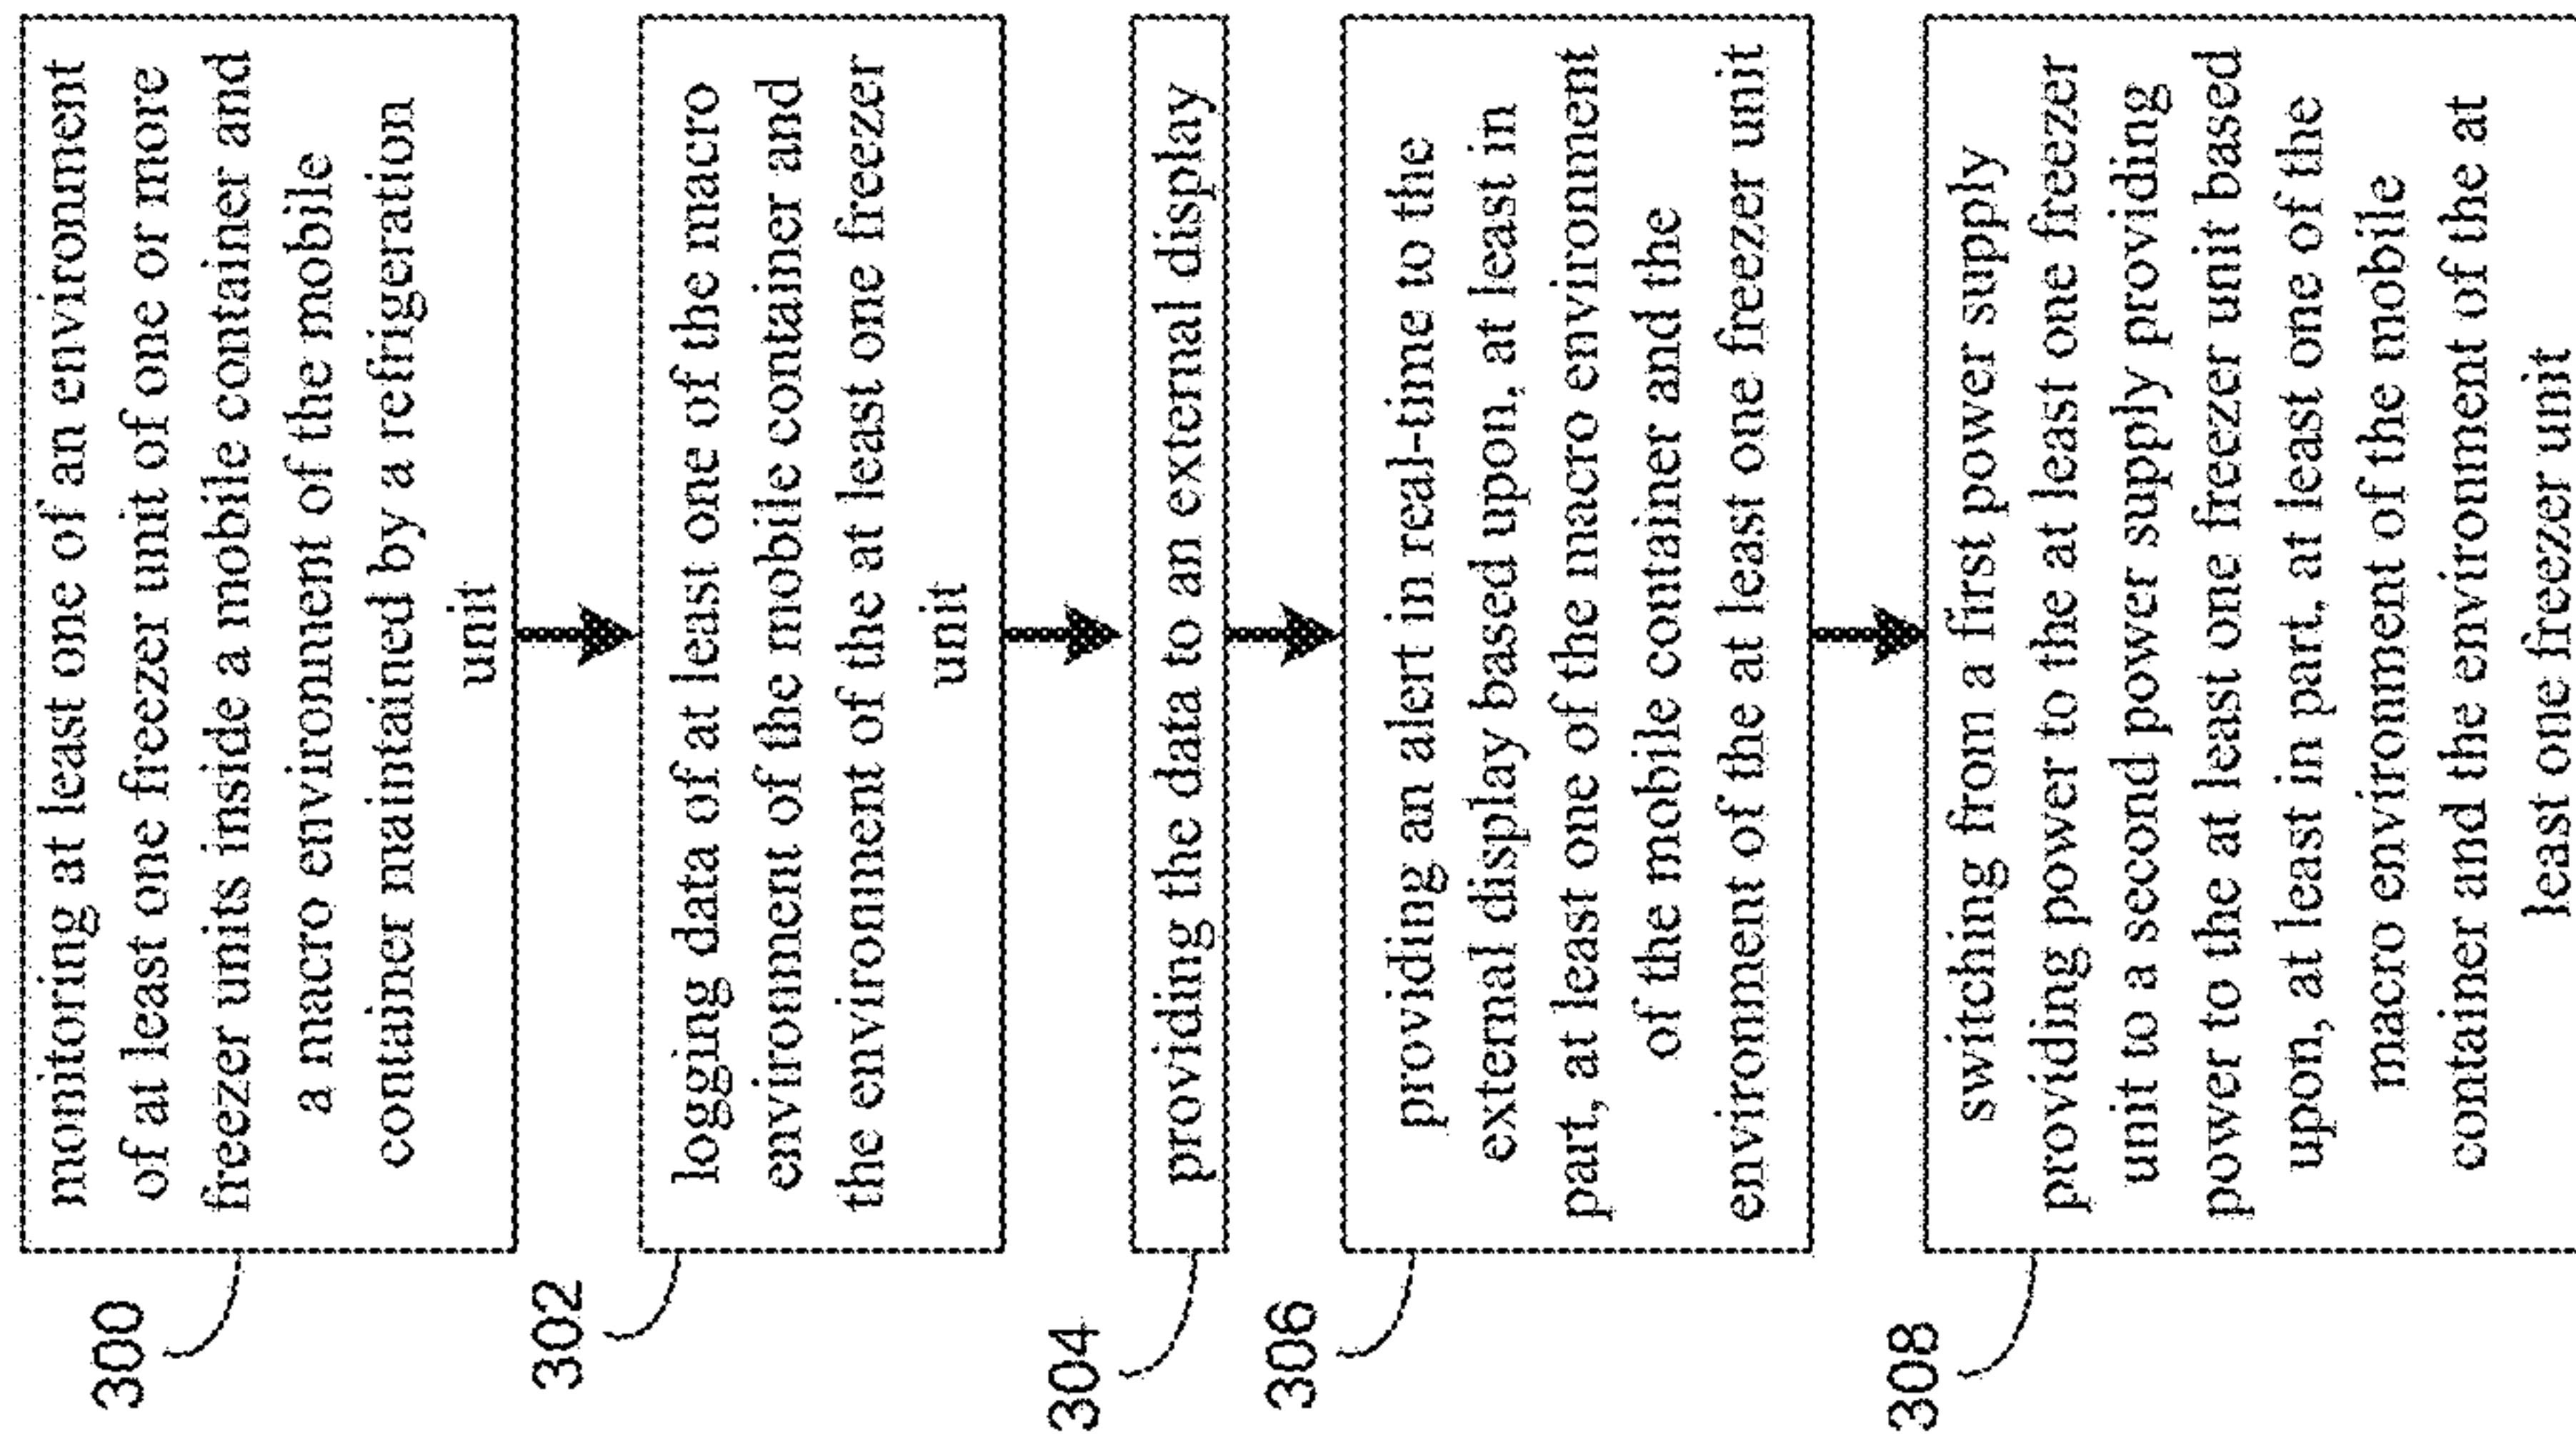 300
monitoring at least one of an environment
of at least one freezer unit of one or more
freezer units inside a mobile container and
a macro environment of the mobile
container maintained by a refrigeration
unit
302
logging data of at least one of the macro
environment of the mobile container and
the environment of the at least one freezer
unit
304
providing the data to an external display
306
providing an alert in real-time to the
external display based upon, at least in
part, at least one of the macro environment
of the mobile container and the
environment of the at least one freezer unit
308
switching from a first power supply
providing power to the at least one freezer
unit to a second power supply providing
power to the at least one freezer unit based
upon, at least in part, at least one of the
macro environment of the mobile
container and the environment of the at
least one freezer unit